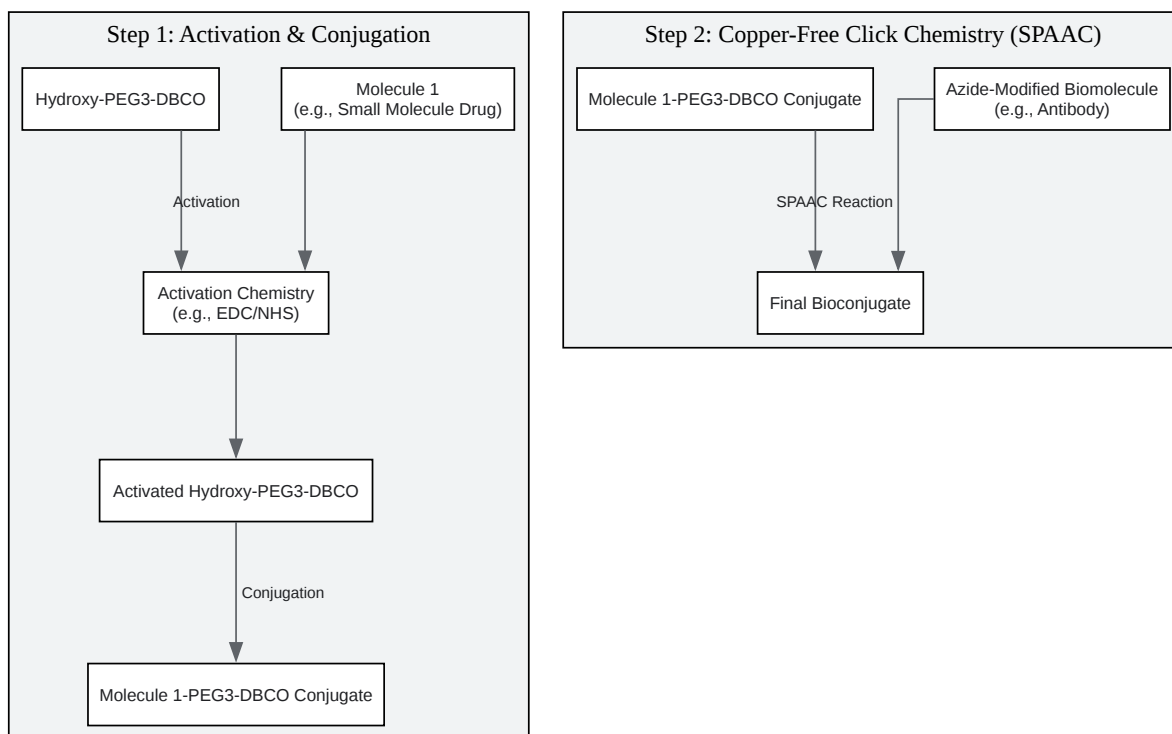 Step 1: Activation & Conjugation
Hydroxy-PEG3-DBCO
Molecule 1
(e.g., Small Molecule Drug)
Activation
Activation Chemistry
(e.g., EDC/NHS)
Activated Hydroxy-PEG3-DBCO
Conjugation
Molecule 1-PEG3-DBCO Conjugate
Step 2: Copper-Free Click Chemistry (SPAAC)
Molecule 1-PEG3-DBCO Conjugate
Azide-Modified Biomolecule
(e.g., Antibody)
SPAAC Reaction
Final Bioconjugate